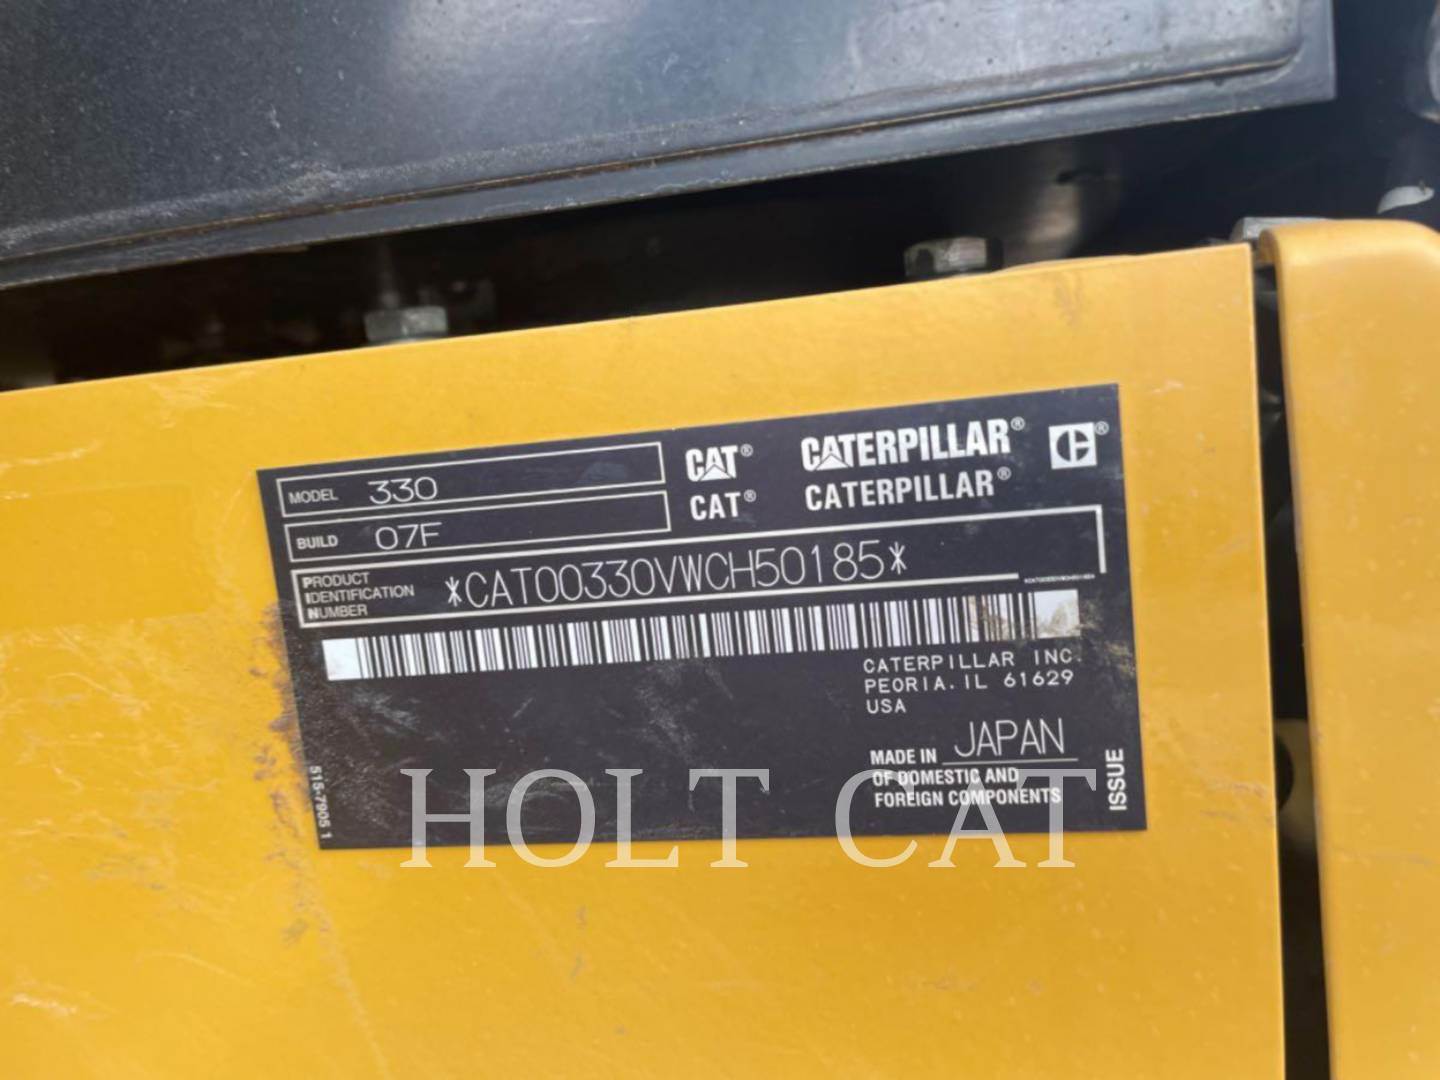 MODEL 330
BUILD 07F
CAT® CATERPILLAR® C®
CAT® CATERPILLAR®
PRODUCT
IDENTIFICATION
NUMBER
*CAT00330VWCH50185*
CATERPILLAR INC.
PEORIA. IL 61629
USA
MADE IN JAPAN
OF DOMESTIC AND
FOREIGN COMPONENTS
ISSUE
515-7905 1
HOLT CAT